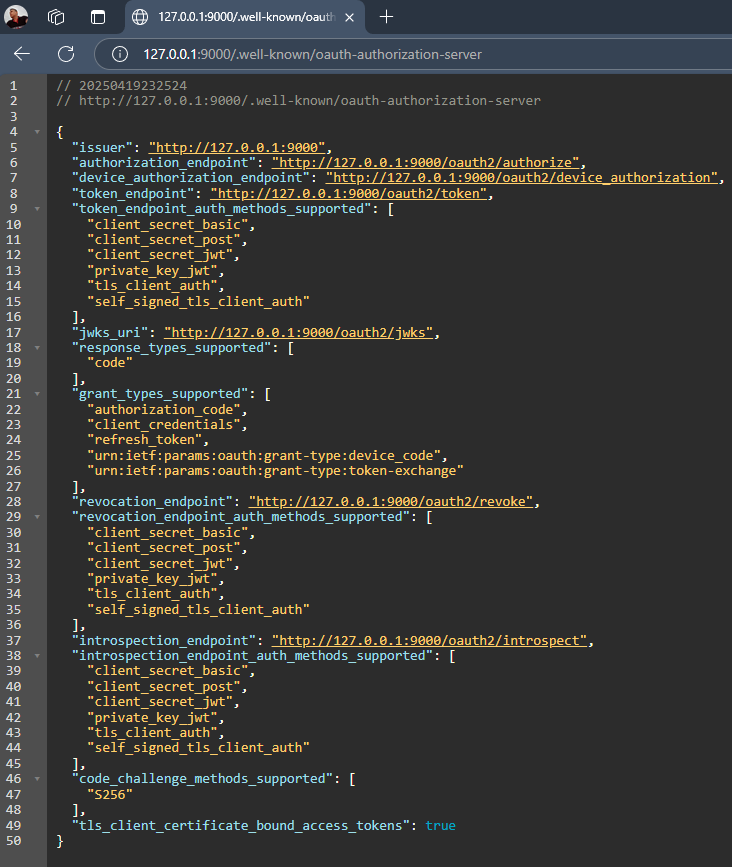 127.0.0.1:9000/.well-known/oauth
127.0.0.1:9000/.well-known/oauth-authorization-server
1 // 20250419232524
2 // http://127.0.0.1:9000/.well-known/oauth-authorization-server
3
4 {
5 "issuer": "http://127.0.0.1:9000",
6 "authorization_endpoint": "http://127.0.0.1:9000/oauth2/authorize",
7 "device_authorization_endpoint": "http://127.0.0.1:9000/oauth2/device_authorization",
8 "token_endpoint": "http://127.0.0.1:9000/oauth2/token",
9 "token_endpoint_auth_methods_supported": [
10 "client_secret_basic",
11 "client_secret_post",
12 "client_secret_jwt",
13 "private_key_jwt",
14 "tls_client_auth",
15 "self_signed_tls_client_auth"
16 ],
17 "jwks_uri": "http://127.0.0.1:9000/oauth2/jwks",
18 "response_types_supported": [
19 "code"
20 ],
21 "grant_types_supported": [
22 "authorization_code",
23 "client_credentials",
24 "refresh_token",
25 "urn:ietf:params:oauth:grant-type:device_code",
26 "urn:ietf:params:oauth:grant-type:token-exchange"
27 ],
28 "revocation_endpoint": "http://127.0.0.1:9000/oauth2/revoke",
29 "revocation_endpoint_auth_methods_supported": [
30 "client_secret_basic",
31 "client_secret_post",
32 "client_secret_jwt",
33 "private_key_jwt",
34 "tls_client_auth",
35 "self_signed_tls_client_auth"
36 ],
37 "introspection_endpoint": "http://127.0.0.1:9000/oauth2/introspect",
38 "introspection_endpoint_auth_methods_supported": [
39 "client_secret_basic",
40 "client_secret_post",
41 "client_secret_jwt",
42 "private_key_jwt",
43 "tls_client_auth",
44 "self_signed_tls_client_auth"
45 ],
46 "code_challenge_methods_supported": [
47 "S256"
48 ],
49 "tls_client_certificate_bound_access_tokens": true
50 }